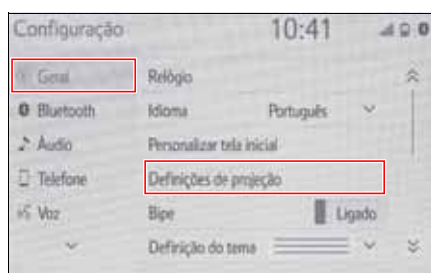 Configuração 10:41
Geral Relógio
Bluetooth Idioma Português
Áudio Personalizar tela inicial
Telefone Definições de projeção
Voz Bipe Ligado
Definição do tema